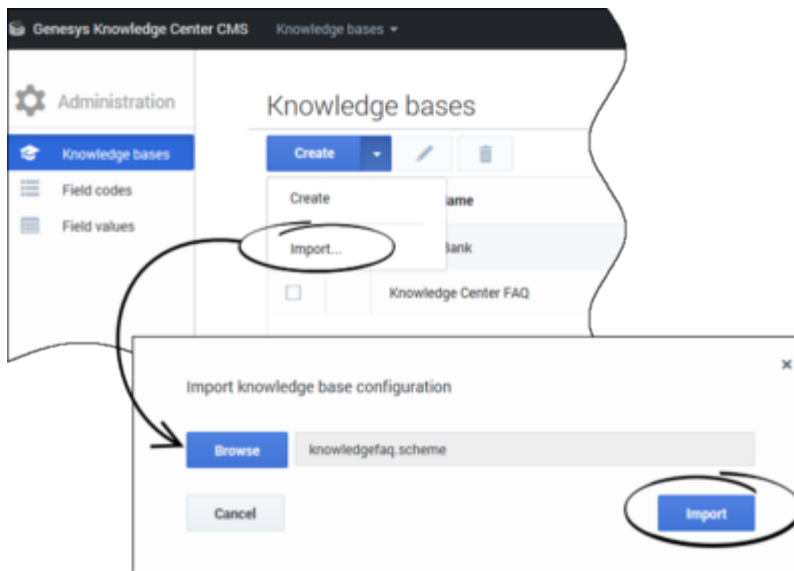 Genesys Knowledge Center CMS Knowledge bases
Administration
Knowledge bases
Field codes
Field values
Knowledge bases
Create
Create
Import...
ame
Bank
Knowledge Center FAQ
Import knowledge base configuration
×
Browse knowledgefaq.scheme
Cancel Import